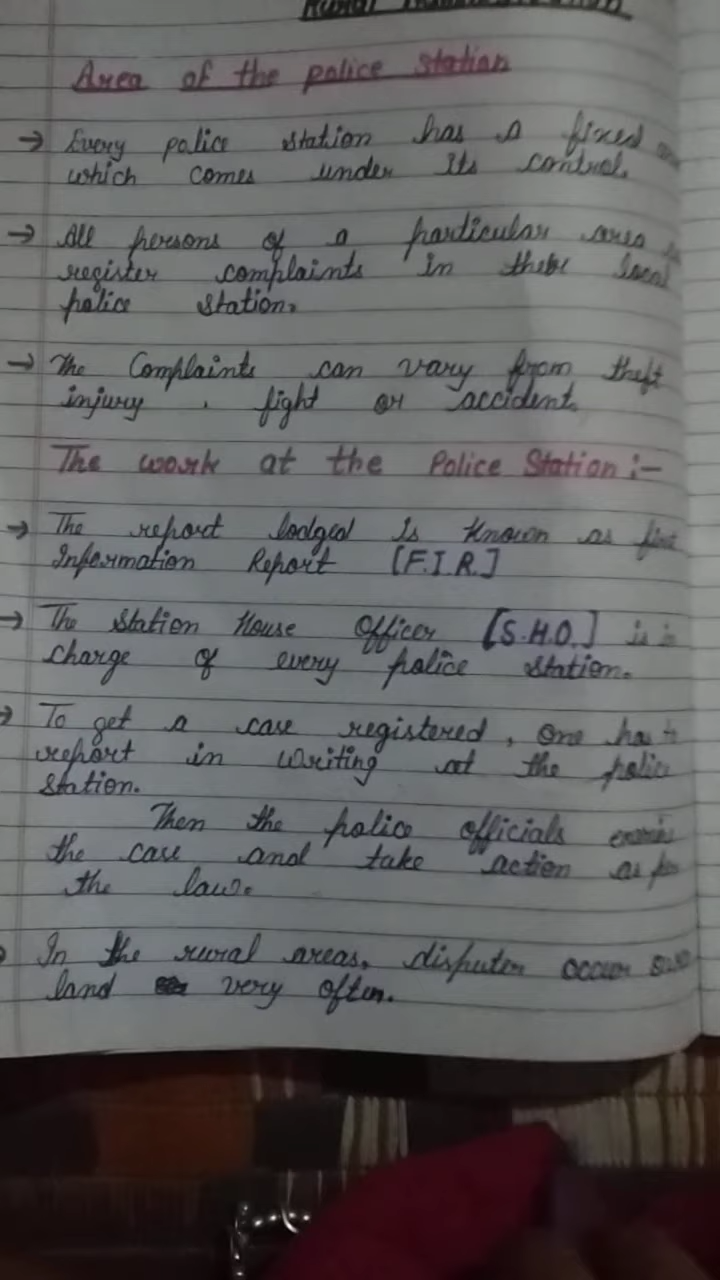 Rural
Area of the police station
→ Every police station has a fixed
which comes under Its control.
→ All persons of a particular area
register complaints in their local
police station.
→ The Complaints can vary from theft
injury, fight or accident.
The work at the Police Station :-
→ The report lodged Is known as first
Information Report [F.I.R.]
→ The Station House Officer [S.H.O.] is in
charge of every police station.
→ To get a case registered, one has to
report in writing at the police
station.
Then the police officials
the case and take action as per
the law.
In the rural areas, disputes occur over
land very often.